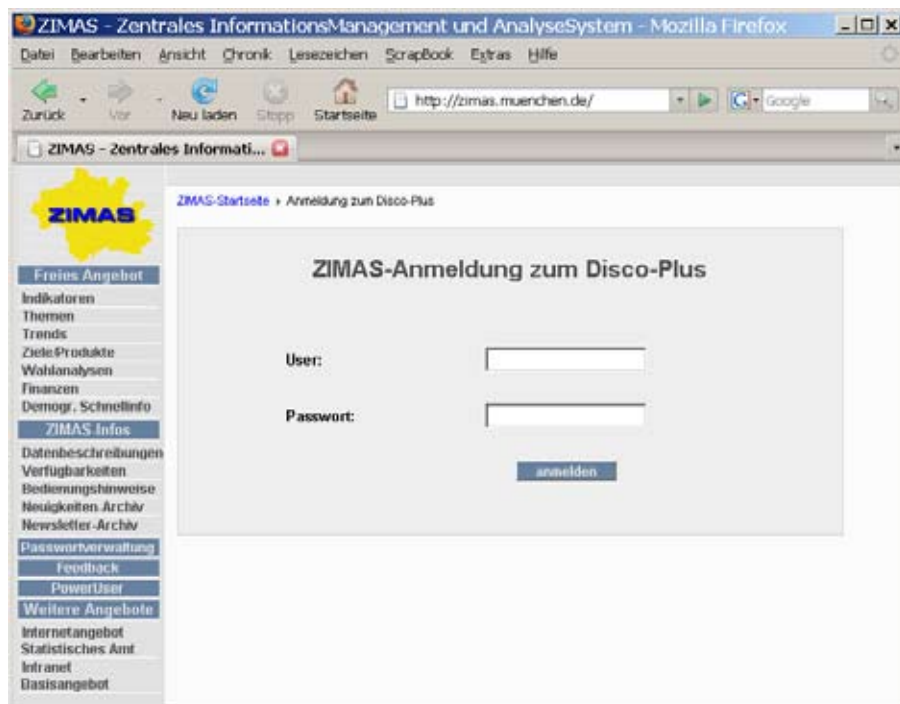 ZIMAS - Zentrales InformationsManagement und AnalyseSystem - Mozilla Firefox
Datei Bearbeiten Ansicht Chronik Lesezeichen ScrapBook Extras Hilfe
Zurück Vor Neu laden Stopp Startseite http://zimas.muenchen.de/ G Google
ZIMAS - Zentrales Informati...
ZIMAS
ZIMAS-Startseite Anmeldung zum Disco-Plus
ZIMAS-Anmeldung zum Disco-Plus
User:
Passwort:
anmelden
Freies Angebot
Indikatoren
Themen
Trends
Ziele/Produkte
Wahlanalysen
Finanzen
Demogr. Schnellinfo
ZIMAS-Infos
Datenbeschreibungen
Verfügbarkeiten
Bedienungshinweise
Neuigkeiten-Archiv
Newsletter-Archiv
Passwortverwaltung
Feedback
PowerUser
Weitere Angebote
Internetangebot
Statistisches Amt
Intranet
Basisangebot